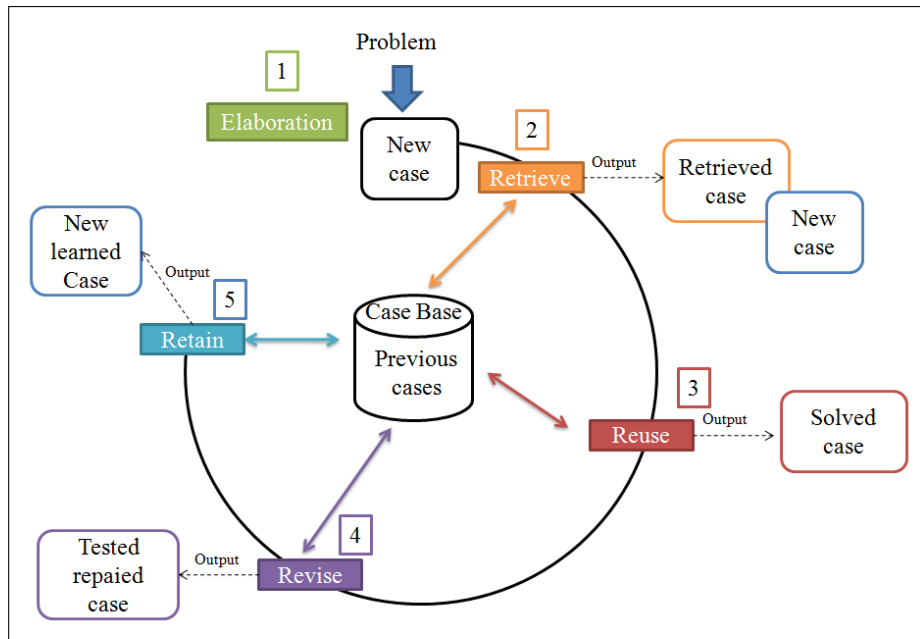 Problem
1
Elaboration
New
case
2
Retrieve
Output
Retrieved
case
New
case
New
learned
Case
Output
5
Retain
Case Base
Previous
cases
3
Reuse
Output
Solved
case
4
Revise
Output
Tested
repaied
case